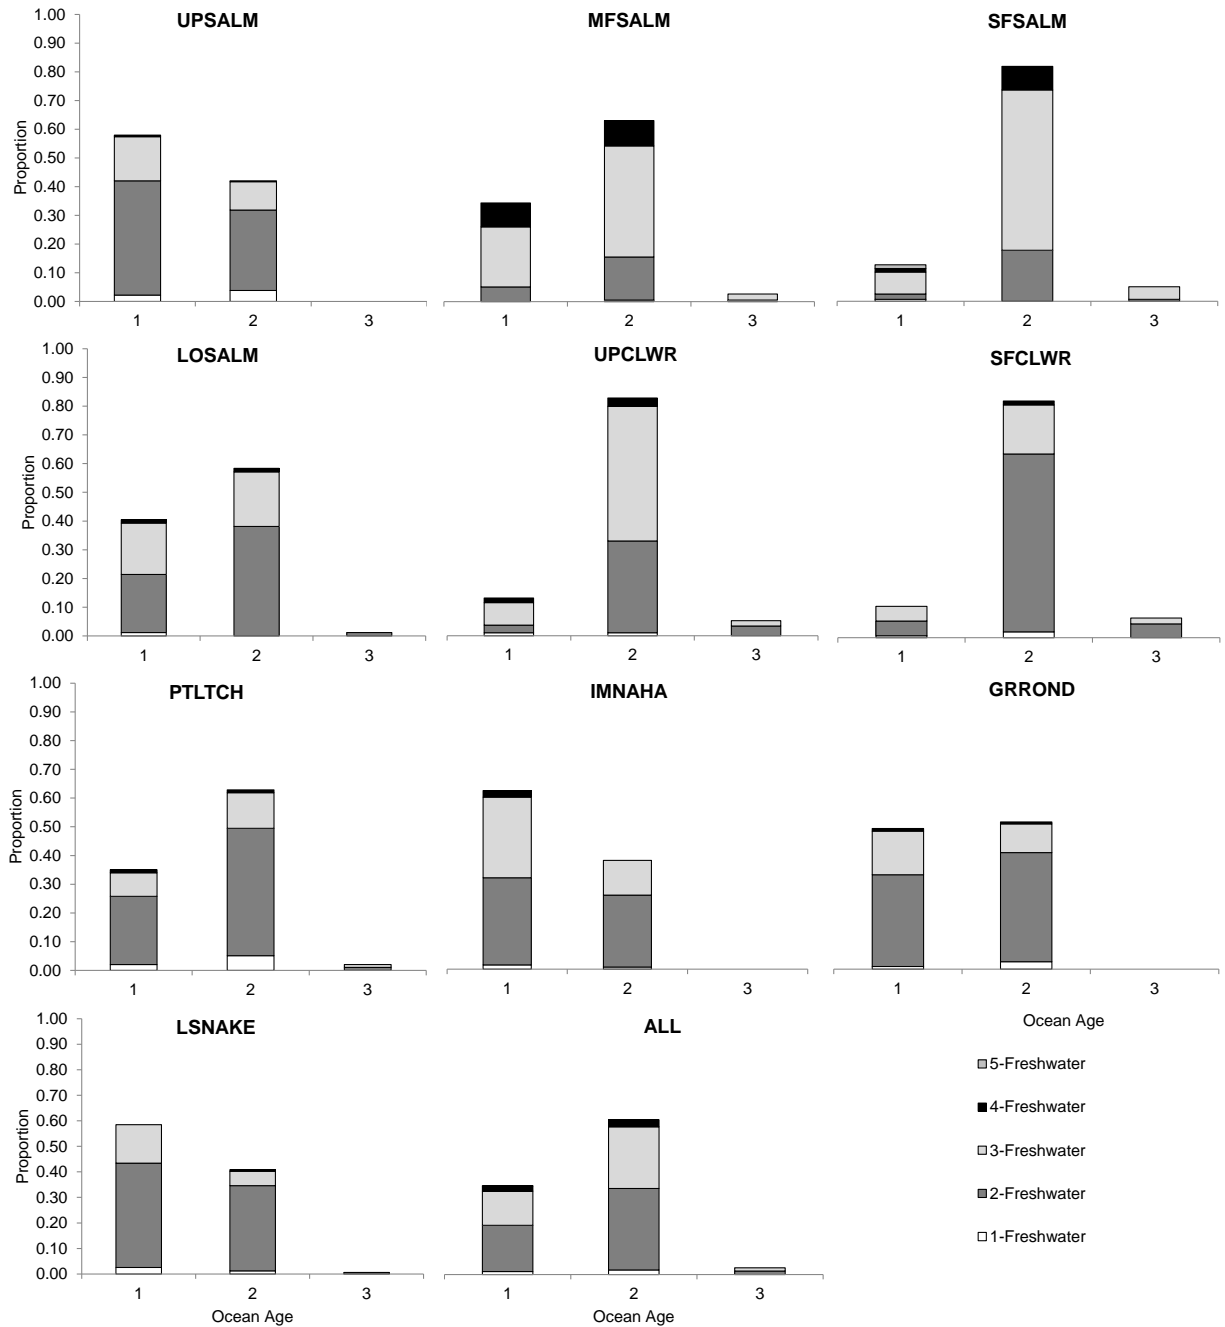 UPSALM
MFSALM
SFSALM
1.00
0.90
0.80
0.70
0.60
0.50
0.40
0.30
0.20
0.10
0.00
Proportion
1 2 3
1 2 3
1 2 3
LOSALM
UPCLWR
SFCLWR
1.00
0.90
0.80
0.70
0.60
0.50
0.40
0.30
0.20
0.10
0.00
Proportion
1 2 3
1 2 3
1 2 3
PTLTCH
IMNAHA
GRROND
1.00
0.90
0.80
0.70
0.60
0.50
0.40
0.30
0.20
0.10
0.00
Proportion
1 2 3
1 2 3
1 2 3
Ocean Age
LSNAKE
ALL
1.00
0.90
0.80
0.70
0.60
0.50
0.40
0.30
0.20
0.10
0.00
Proportion
1 2 3
Ocean Age
1 2 3
Ocean Age
5-Freshwater
4-Freshwater
3-Freshwater
2-Freshwater
1-Freshwater